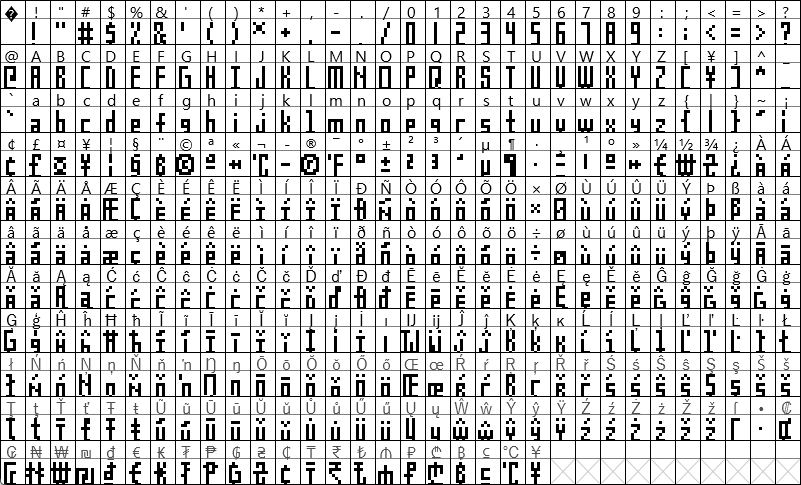 � ! " # $ % & ' ( ) * + , - . / 0 1 2 3 4 5 6 7 8 9 : ; < = > ?
@ A B C D E F G H I J K L M N O P Q R S T U V W X Y Z [ ¥ ] ^ _
` a b c d e f g h i j k l m n o p q r s t u v w x y z { | } ~ ¡
¢ £ ¤ ¥ ¦ § ¨ © ª « ¬ - ® ¯ ° ± ² ³ ´ µ ¶ · ¸ ¹ º » ¼ ½ ¾ ¿ À Á
Â Ã Ä Å Æ Ç È É Ê Ë Ì Í Î Ï Ð Ñ Ò Ó Ô Õ Ö × Ø Ù Ú Û Ü Ý Þ ß à á
â ã ä å æ ç è é ê ë ì í î ï ð ñ ò ó ô õ ö ÷ ø ù ú û ü ý þ ÿ Ā ā
Ă ă Ą ą Ć ć Ĉ ĉ Ċ ċ Č č Ď ď Đ đ Ē ē Ĕ ĕ Ė ė Ę ę Ě ě Ĝ ĝ Ğ ğ Ġ ġ
Ģ ģ Ĥ ĥ Ħ ħ Ĩ ĩ Ī ī Ĭ ĭ Į į İ ı Ĳ ĳ Ĵ ĵ Ķ ķ ĸ Ĺ ĺ Ļ ļ Ľ ľ Ŀ ŀ Ł
ł Ń ń Ņ ņ Ň ň ŉ Ŋ ŋ Ō ō Ŏ ŏ Ő ő Œ œ Ŕ ŕ Ŗ ŗ Ř ř Ś ś Ŝ ŝ Ş ş Š š
Ţ ţ Ť ť Ŧ ŧ Ũ ũ Ū ū Ŭ ŭ Ů ů Ű ű Ų ų Ŵ ŵ Ŷ ŷ Ÿ Ź ź Ż ż Ž ž ſ • ₡
₢ ₦ ₩ ₪ ₫ € ₭ ₮ ₱ ₲ ₵ ₸ ₹ ₺ ₼ ₽